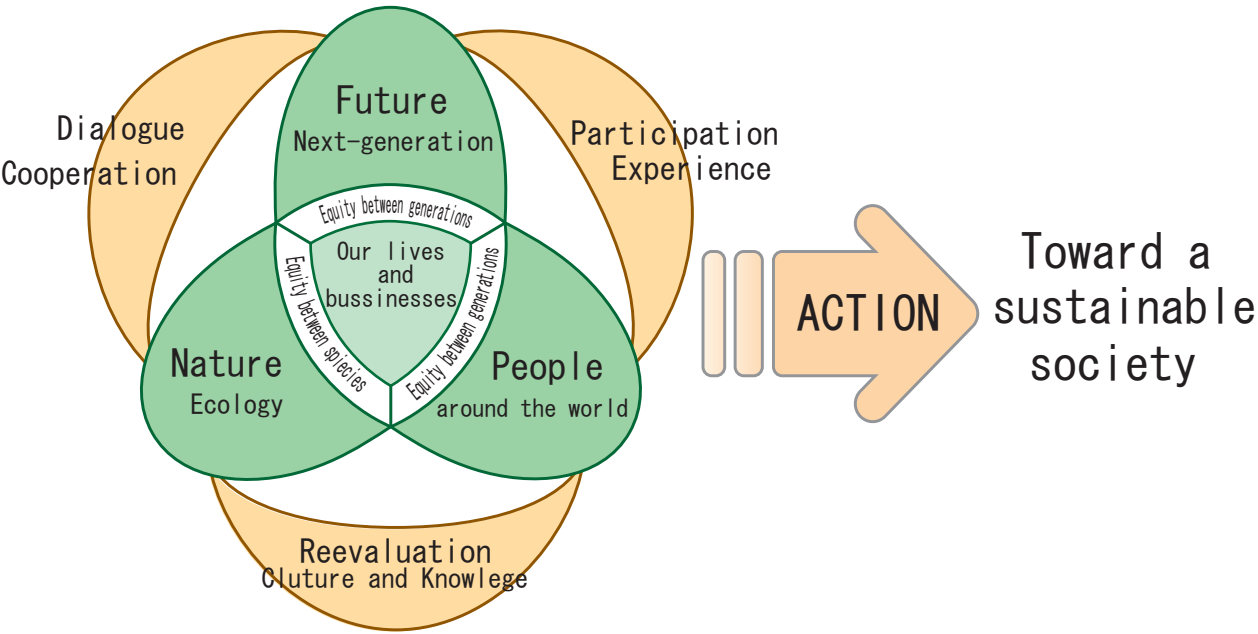 Future
Next-generation
Dialogue
Cooperation
Participation
Experience
Equity between generations
Our lives
and
bussinesses
Equity between spiecies
Equity between generations
Nature
Ecology
People
around the world
Reevaluation
Cluture and Knowlege
ACTION
Toward a
sustainable
society